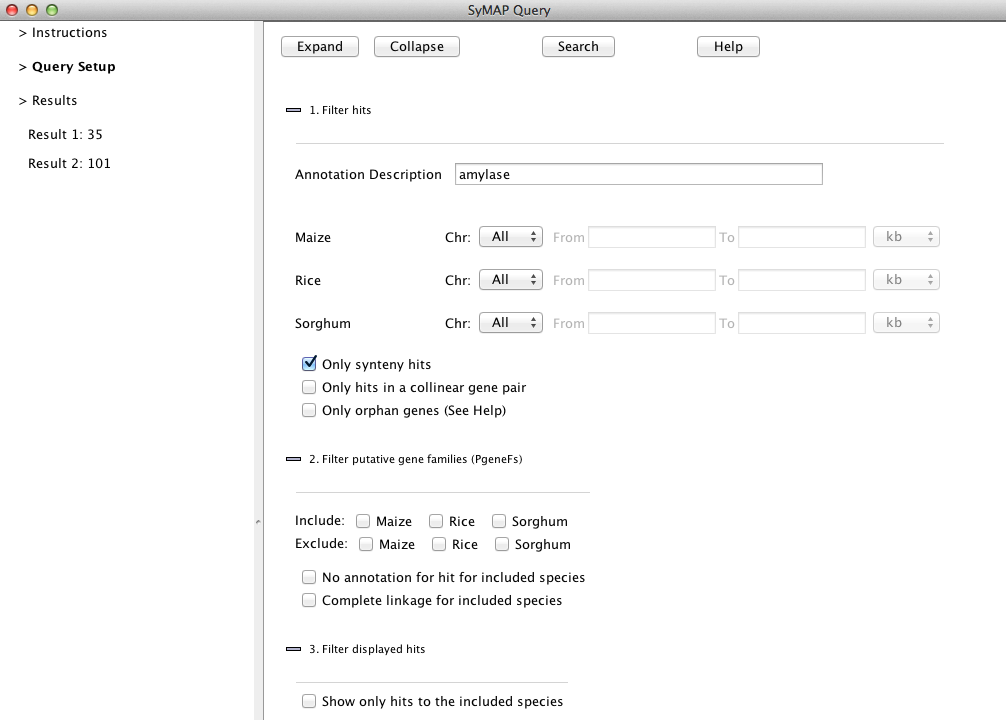 SyMAP Query
> Instructions
> Query Setup
> Results
Result 1: 35
Result 2: 101
Expand Collapse Search Help
1. Filter hits
Annotation Description amylase
Maize Chr: All From To kb
Rice Chr: All From To kb
Sorghum Chr: All From To kb
Only synteny hits
Only hits in a collinear gene pair
Only orphan genes (See Help)
2. Filter putative gene families (PgeneFs)
Include: Maize Rice Sorghum
Exclude: Maize Rice Sorghum
No annotation for hit for included species
Complete linkage for included species
3. Filter displayed hits
Show only hits to the included species